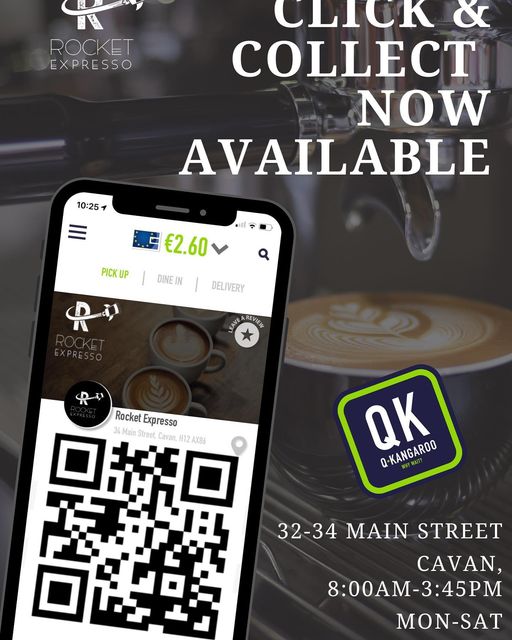 CLICK &
COLLECT
NOW
AVAILABLE
R
ROCKET
EXPRESSO
10:25
€2.60
PICK UP | DINE IN | DELIVERY
R
ROCKET
EXPRESSO
LEAVE A REVIEW
R
ROCKET
EXPRESSO
Rocket Expresso
34 Main Street, Cavan, H12 AX86
QK
Q-KANGAROO
WHY WAIT?
32-34 MAIN STREET
CAVAN,
8:00AM-3:45PM
MON-SAT